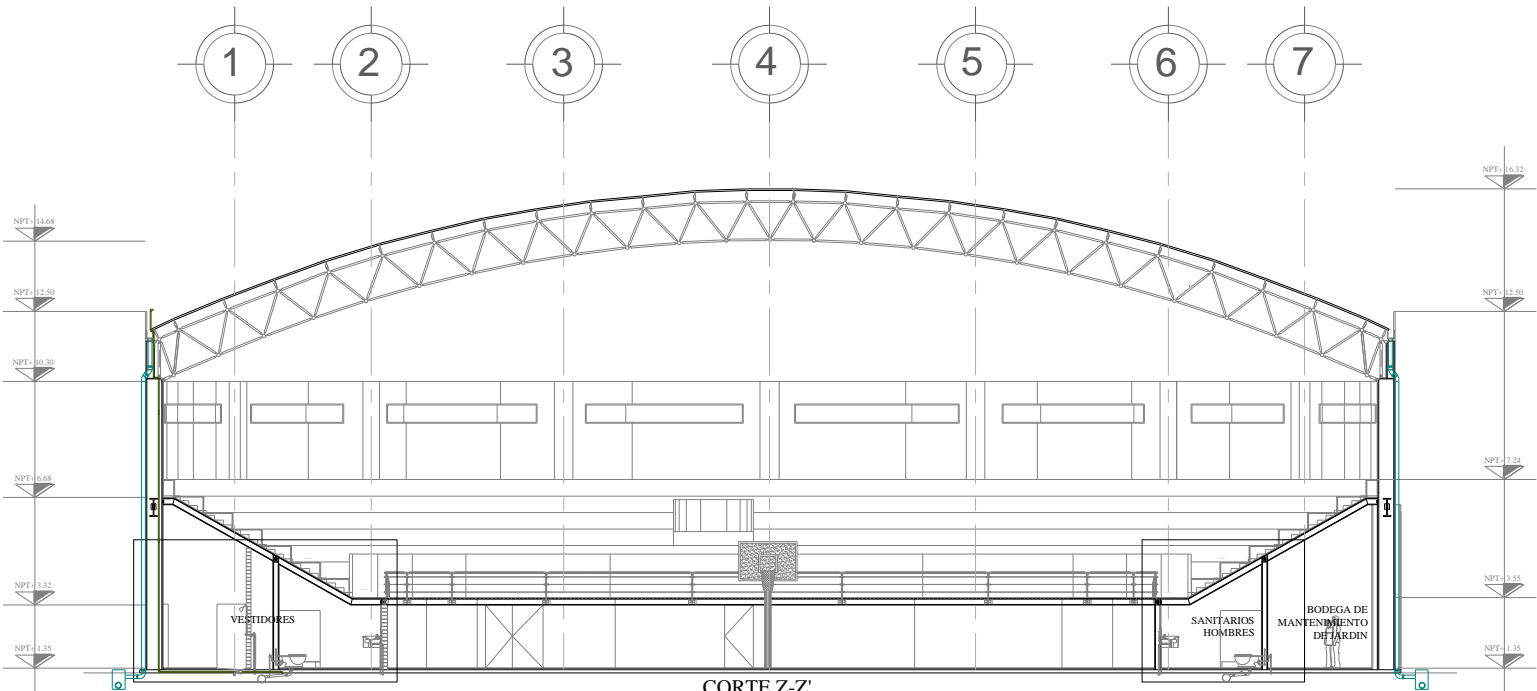 1 2 3 4 5 6 7
NPT+ 16.32
NPT+ 14.68
NPT+ 12.50
NPT+ 12.50
NPT+ 10.30
NPT+ 7.24
NPT+ 6.68
NPT+ 3.32
NPT+ 3.55
VESTIDORES
SANITARIOS
HOMBRES
BODEGA DE
MANTENIMIENTO
DE JARDIN
NPT+ 1.35
NPT+ 1.35
CORTE Z-Z'